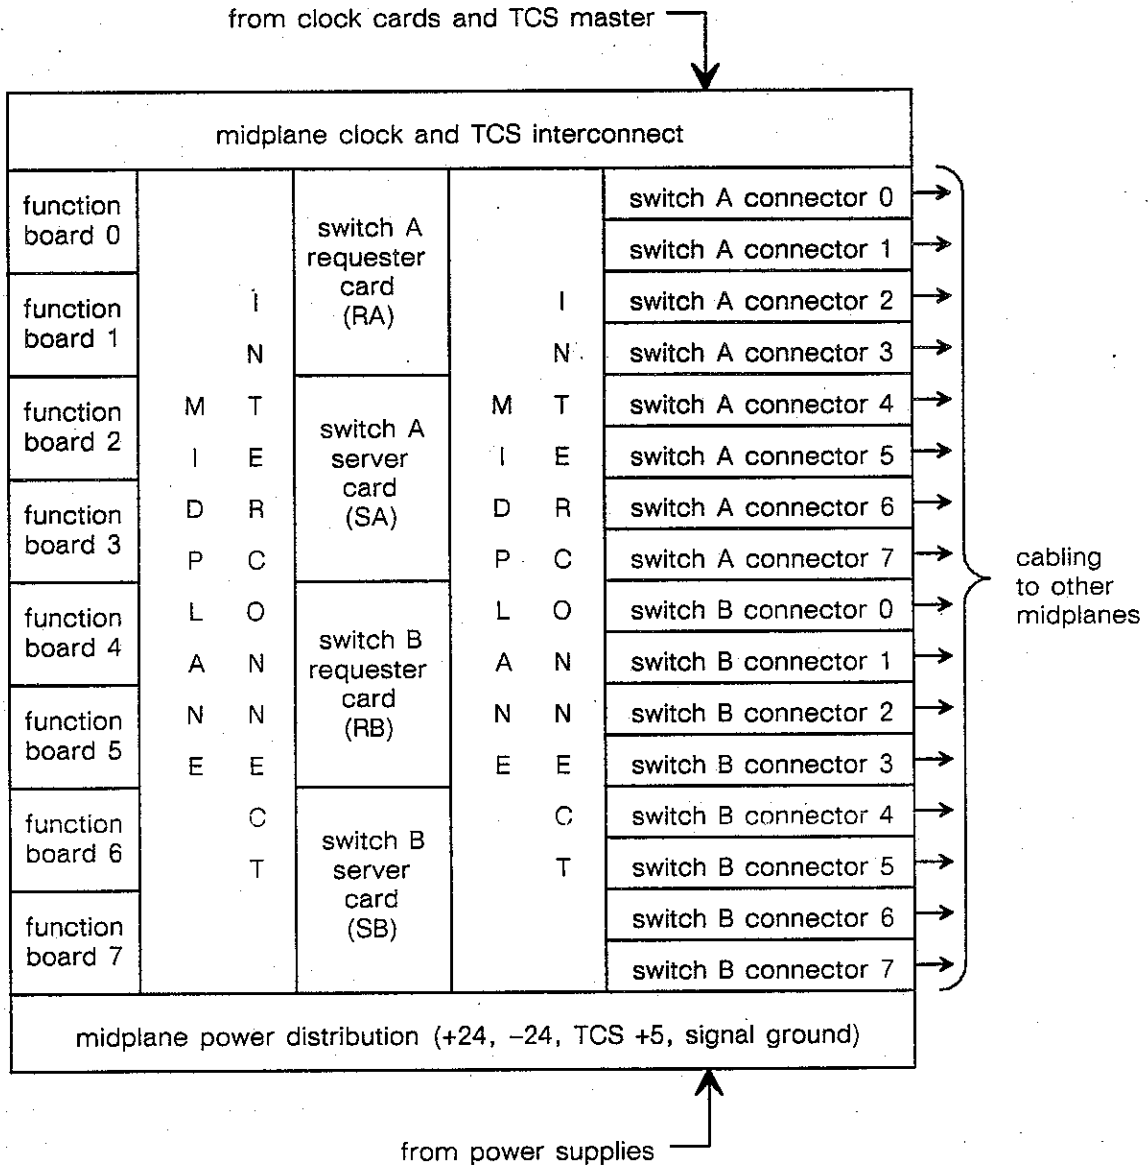 from clock cards and TCS master
midplane clock and TCS interconnect
function
board 0
function
board 1
function
board 2
function
board 3
function
board 4
function
board 5
function
board 6
function
board 7
MIDPLANE
INTERCONNECT
switch A
requester
card
(RA)
switch A
server
card
(SA)
switch B
requester
card
(RB)
switch B
server
card
(SB)
MIDPLANE
INTERCONNECT
switch A connector 0
switch A connector 1
switch A connector 2
switch A connector 3
switch A connector 4
switch A connector 5
switch A connector 6
switch A connector 7
switch B connector 0
switch B connector 1
switch B connector 2
switch B connector 3
switch B connector 4
switch B connector 5
switch B connector 6
switch B connector 7
cabling
to other
midplanes
midplane power distribution (+24, –24, TCS +5, signal ground)
from power supplies